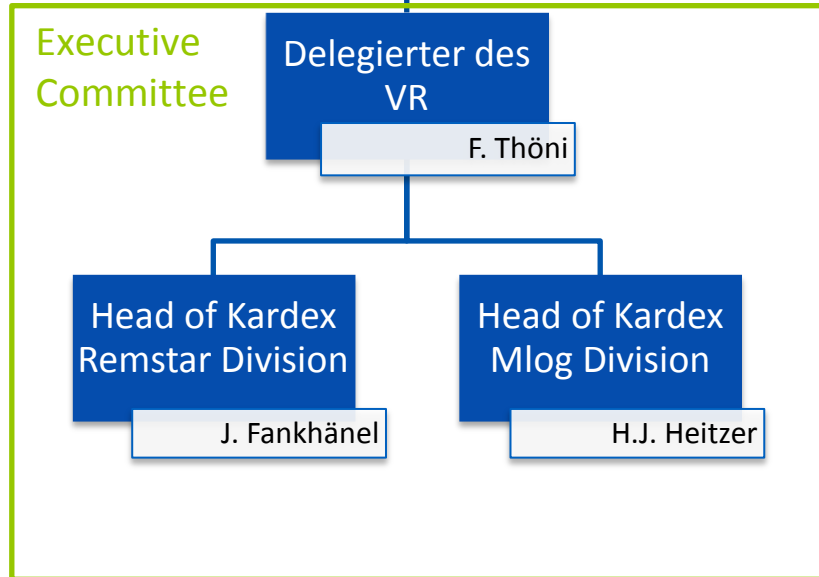 Executive
Committee
Delegierter des
VR
F. Thöni
Head of Kardex
Remstar Division
J. Fankhänel
Head of Kardex
Mlog Division
H.J. Heitzer